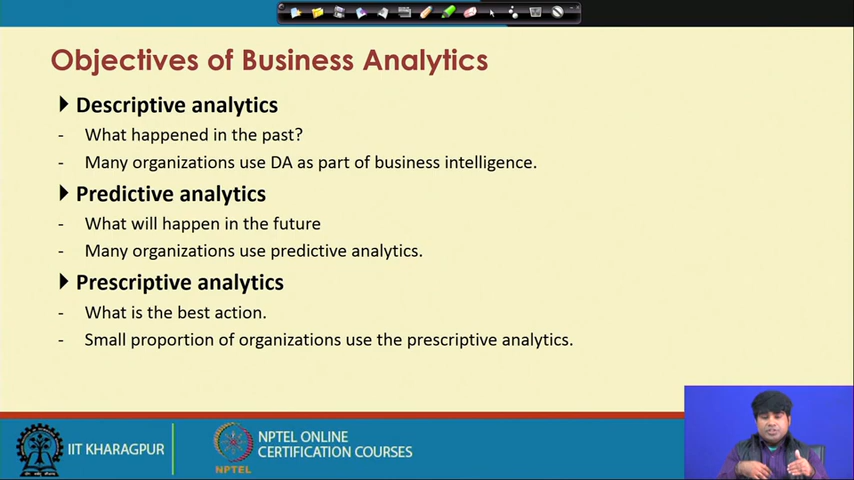 Objectives of Business Analytics
Descriptive analytics
- What happened in the past?
- Many organizations use DA as part of business intelligence.
Predictive analytics
- What will happen in the future
- Many organizations use predictive analytics.
Prescriptive analytics
- What is the best action.
- Small proportion of organizations use the prescriptive analytics.
IIT KHARAGPUR
NPTEL
NPTEL ONLINE
CERTIFICATION COURSES